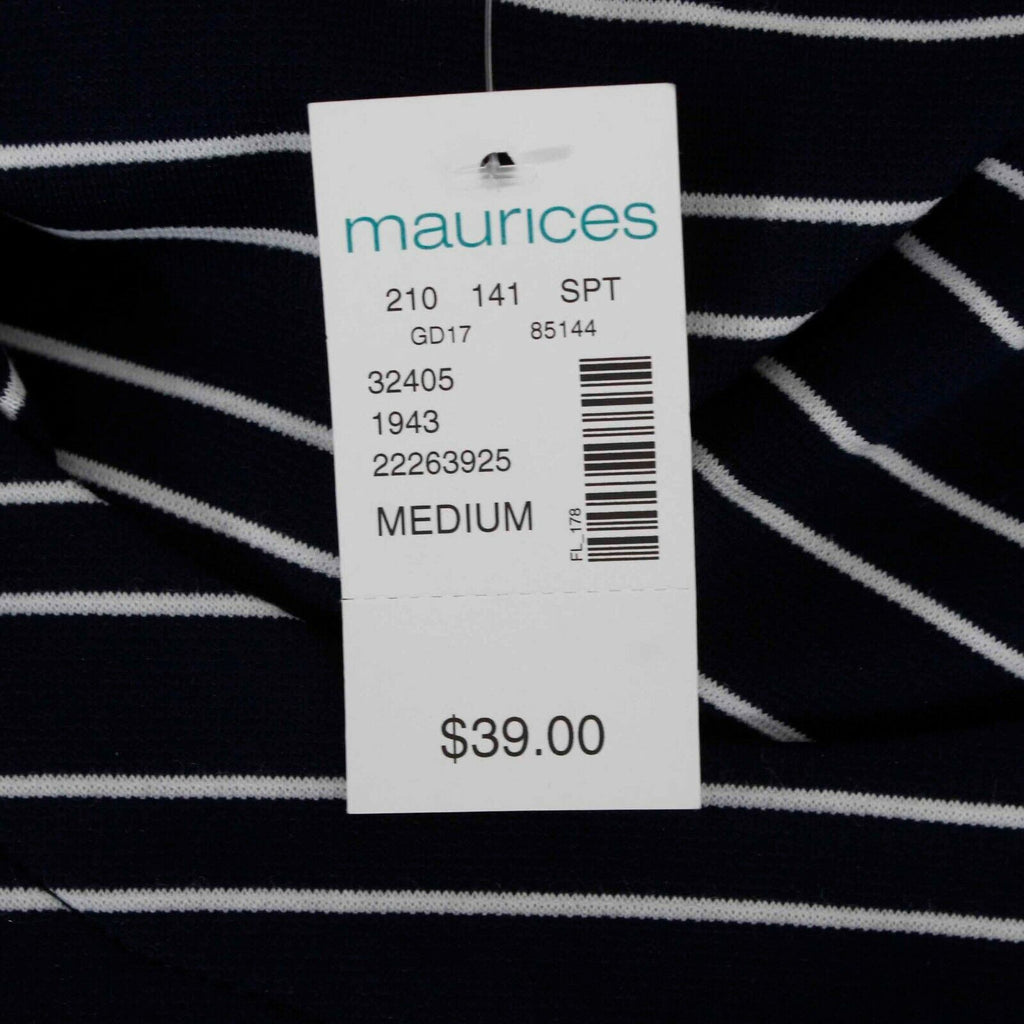 maurices
210 141 SPT
GD17 85144
32405
1943
22263925
MEDIUM
FL_178
$39.00